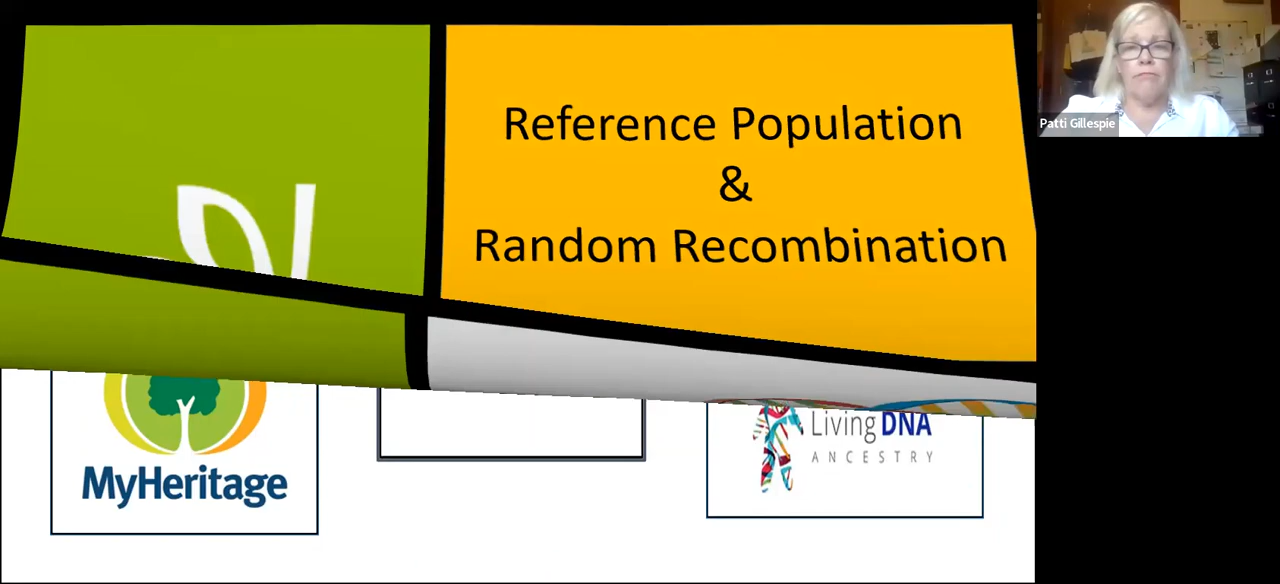 Reference Population
&
Random Recombination
Patti Gillespie
MyHeritage
Living DNA
ANCESTRY